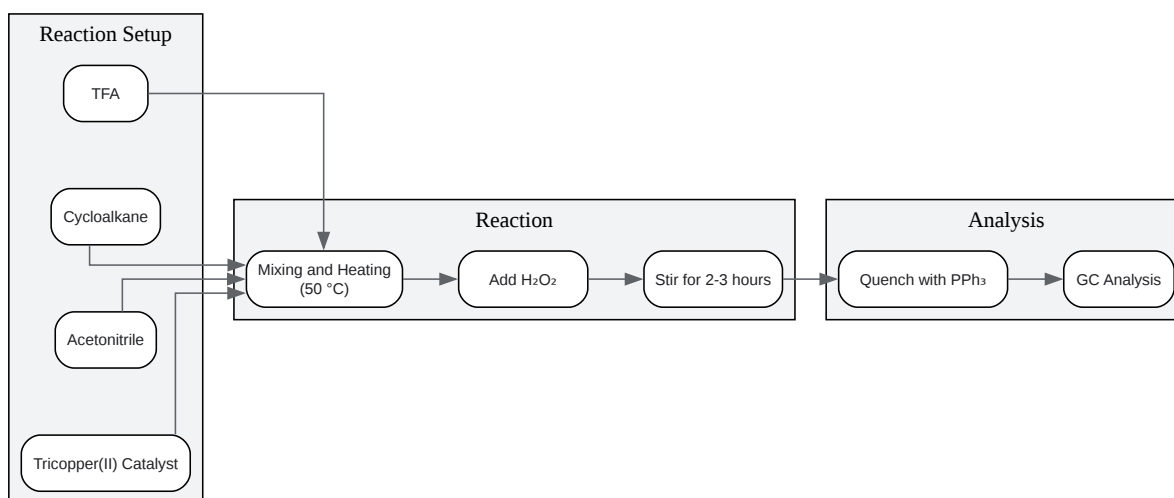 Reaction Setup
TFA
Cycloalkane
Acetonitrile
Tricopper(II) Catalyst
Reaction
Mixing and Heating
(50 °C)
Add H₂O₂
Stir for 2-3 hours
Analysis
Quench with PPh₃
GC Analysis